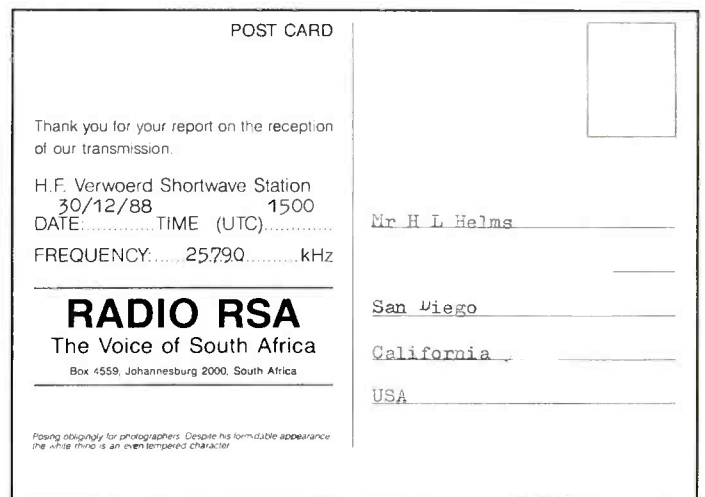 POST CARD
Thank you for your report on the reception
of our transmission.
H.F. Verwoerd Shortwave Station
30/12/88 1500
DATE:.............TIME (UTC).............
FREQUENCY:.....25790..........kHz
RADIO RSA
The Voice of South Africa
Box 4559, Johannesburg 2000, South Africa
Posing obligingly for photographers. Despite his formidable appearance
the white rhino is an even tempered character
Mr H L Helms
San Diego
California
USA